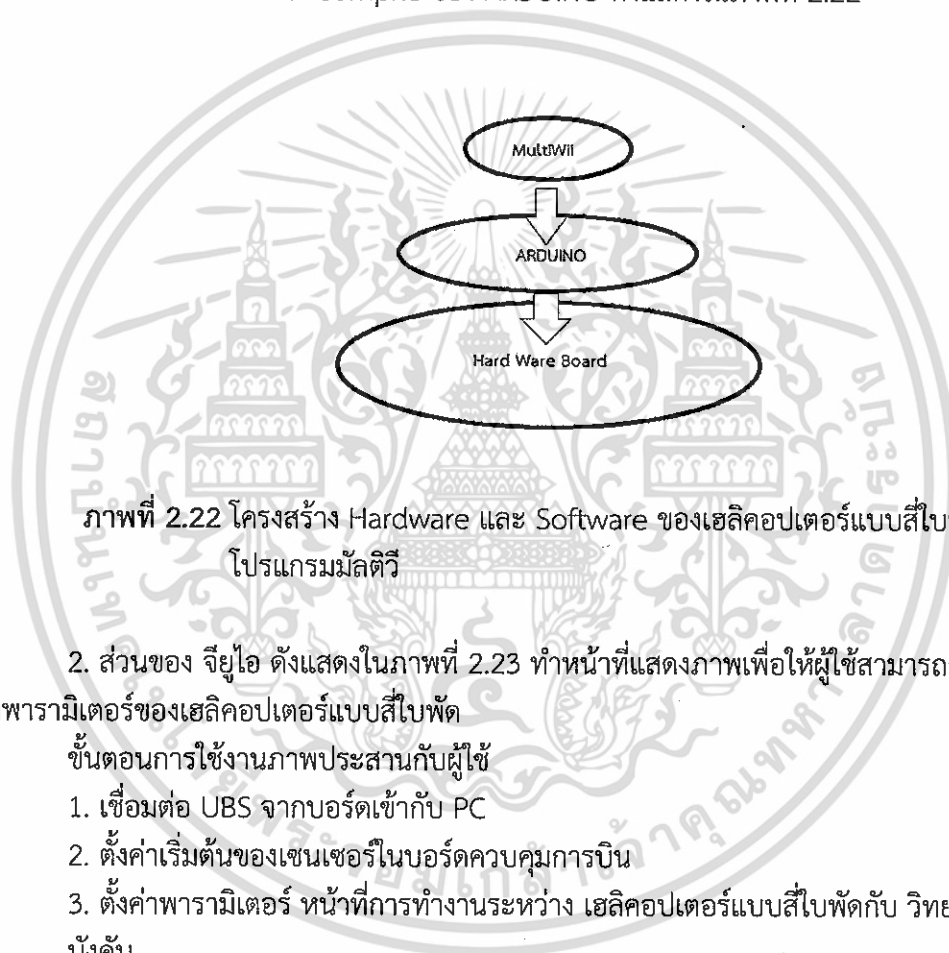 MultiWii
ARDUINO
Hard Ware Board
ภาพที่ 2.22 โครงสร้าง Hardware และ Software ของเฮลิคอปเตอร์แบบสี่ใบ
โปรแกรมมัลติวี
2. ส่วนของ จียูไอ ดังแสดงในภาพที่ 2.23 ทำหน้าที่แสดงภาพเพื่อให้ผู้ใช้สามารถ
พารามิเตอร์ของเฮลิคอปเตอร์แบบสี่ใบพัด
ขั้นตอนการใช้งานภาพประสานกับผู้ใช้
1. เชื่อมต่อ UBS จากบอร์ดเข้ากับ PC
2. ตั้งค่าเริ่มต้นของเซนเซอร์ในบอร์ดควบคุมการบิน
3. ตั้งค่าพารามิเตอร์ หน้าที่การทำงานระหว่าง เฮลิคอปเตอร์แบบสี่ใบพัดกับ วิทย
บังคับ